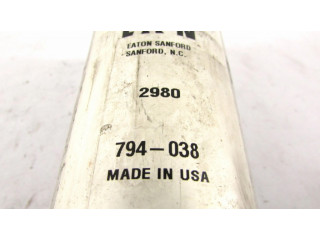 EATON SANFORD
SANFORD, N.C.
2980
794-038
MADE IN USA